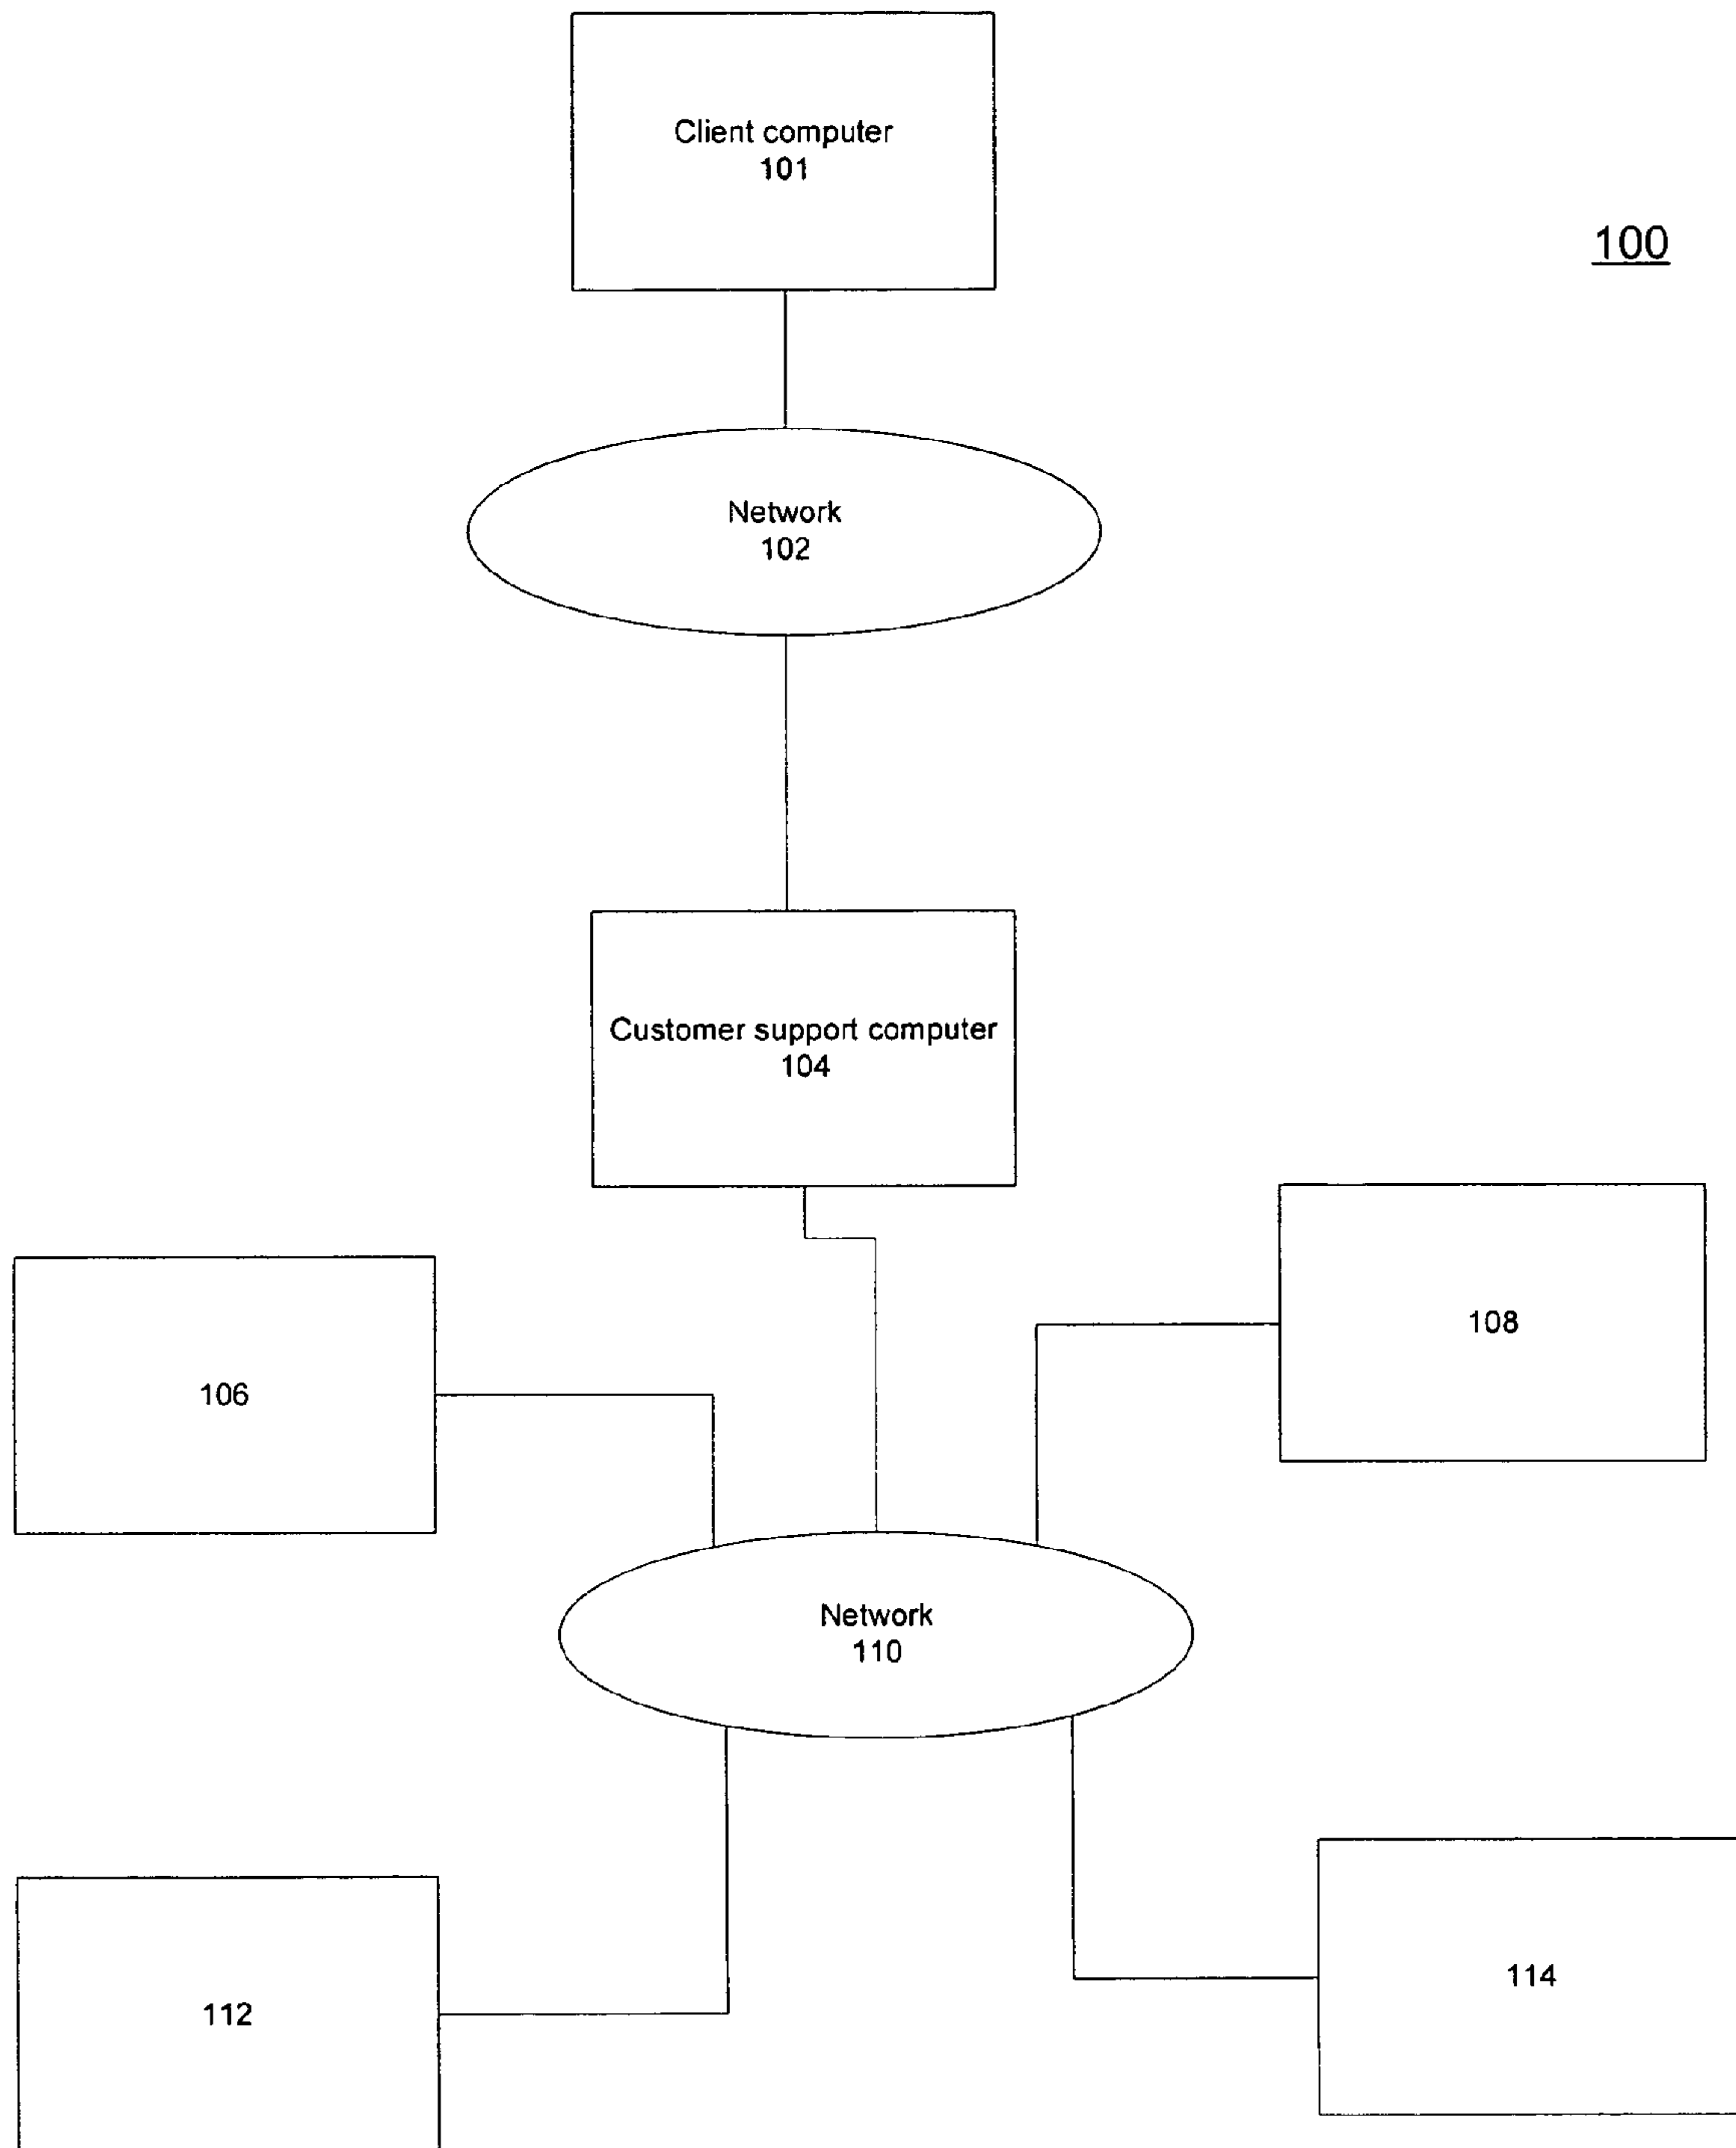 Client computer
101
100
Network
102
Customer support computer
104
108
106
Network
110
114
112